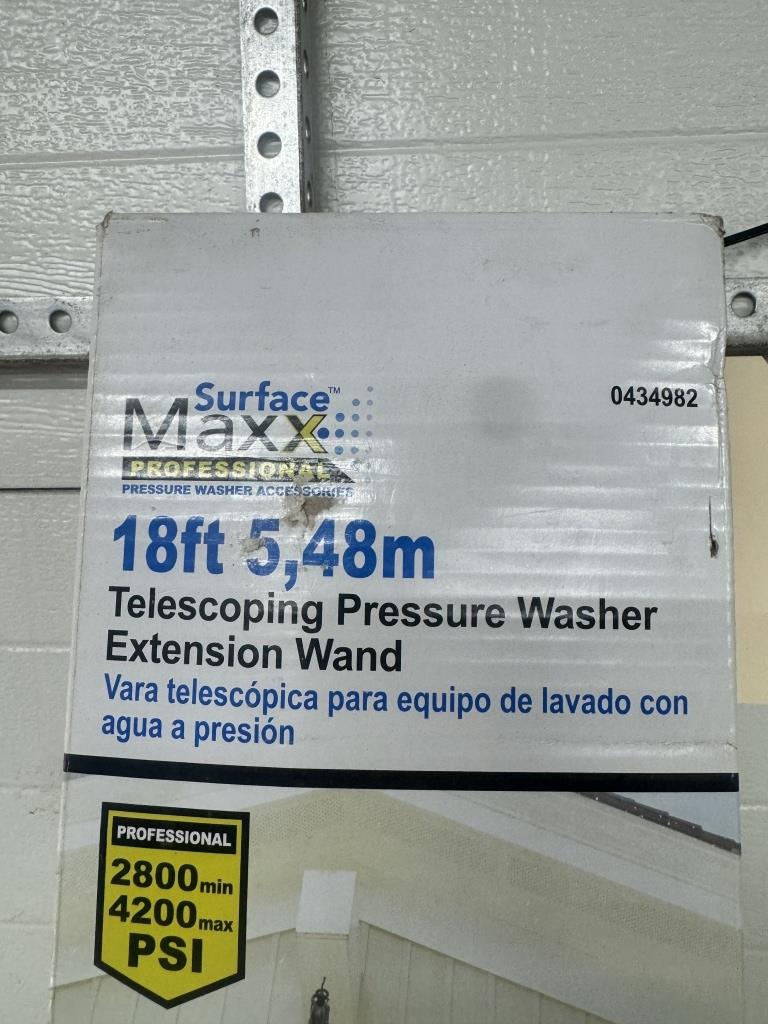 Surface™
Maxx
0434982
PROFESSIONAL
PRESSURE WASHER ACCESSORIES
18ft 5,48m
Telescoping Pressure Washer
Extension Wand
Vara telescópica para equipo de lavado con
agua a presión
PROFESSIONAL
2800min
4200max
PSI